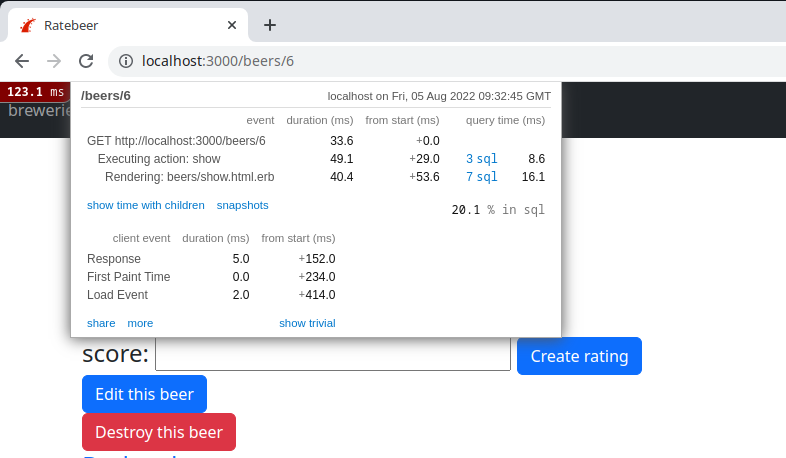 Ratebeer
localhost:3000/beers/6
123.1 ms
/beers/6 localhost on Fri, 05 Aug 2022 09:32:45 GMT
event duration (ms) from start (ms) query time (ms)
GET http://localhost:3000/beers/6 33.6 +0.0
Executing action: show 49.1 +29.0 3 sql 8.6
Rendering: beers/show.html.erb 40.4 +53.6 7 sql 16.1
show time with children snapshots 20.1 % in sql
client event duration (ms) from start (ms)
Response 5.0 +152.0
First Paint Time 0.0 +234.0
Load Event 2.0 +414.0
share more show trivial
score: Create rating
Edit this beer
Destroy this beer